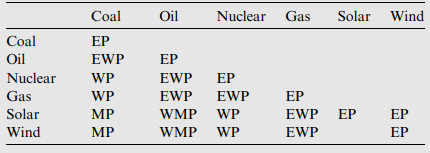 Coal Oil Nuclear Gas Solar Wind
Coal EP
Oil EWP EP
Nuclear WP EWP EP
Gas WP EWP EWP EP
Solar MP WMP WP EWP EP EP
Wind MP WMP WP EWP EP